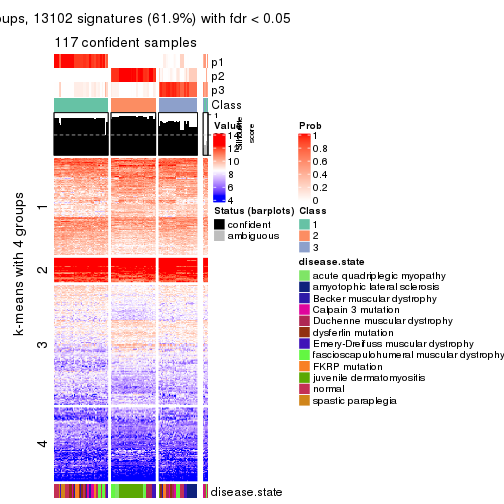 oups, 13102 signatures (61.9%) with fdr < 0.05
117 confident samples
p1
p2
p3
Class
1
Silhouette
score
Value
14
12
10
8
6
4
Prob
1
0.8
0.6
0.4
0.2
0
Status (barplots)
confident
ambiguous
Class
1
2
3
disease.state
acute quadriplegic myopathy
amyotophic lateral sclerosis
Becker muscular dystrophy
Calpain 3 mutation
Duchenne muscular dystrophy
dysferlin mutation
Emery-Dreifuss muscular dystrophy
fascioscapulohumeral muscular dystrophy
FKRP mutation
juvenile dermatomyositis
normal
spastic paraplegia
k-means with 4 groups
1
2
3
4
disease.state